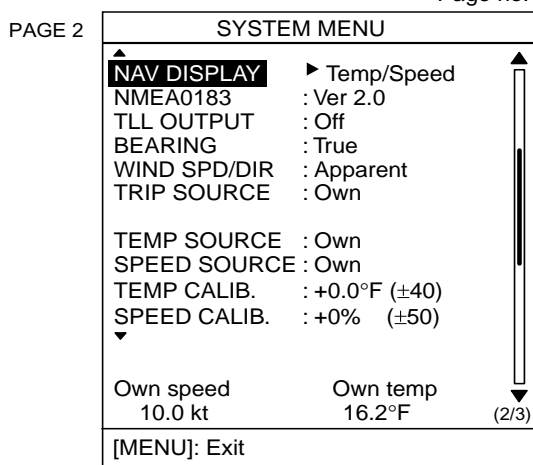 PAGE 2
SYSTEM MENU
NAV DISPLAY ▶ Temp/Speed
NMEA0183 : Ver 2.0
TLL OUTPUT : Off
BEARING : True
WIND SPD/DIR : Apparent
TRIP SOURCE : Own
TEMP SOURCE : Own
SPEED SOURCE : Own
TEMP CALIB. : +0.0°F (±40)
SPEED CALIB. : +0% (±50)
Own speed Own temp
10.0 kt 16.2°F (2/3)
[MENU]: Exit